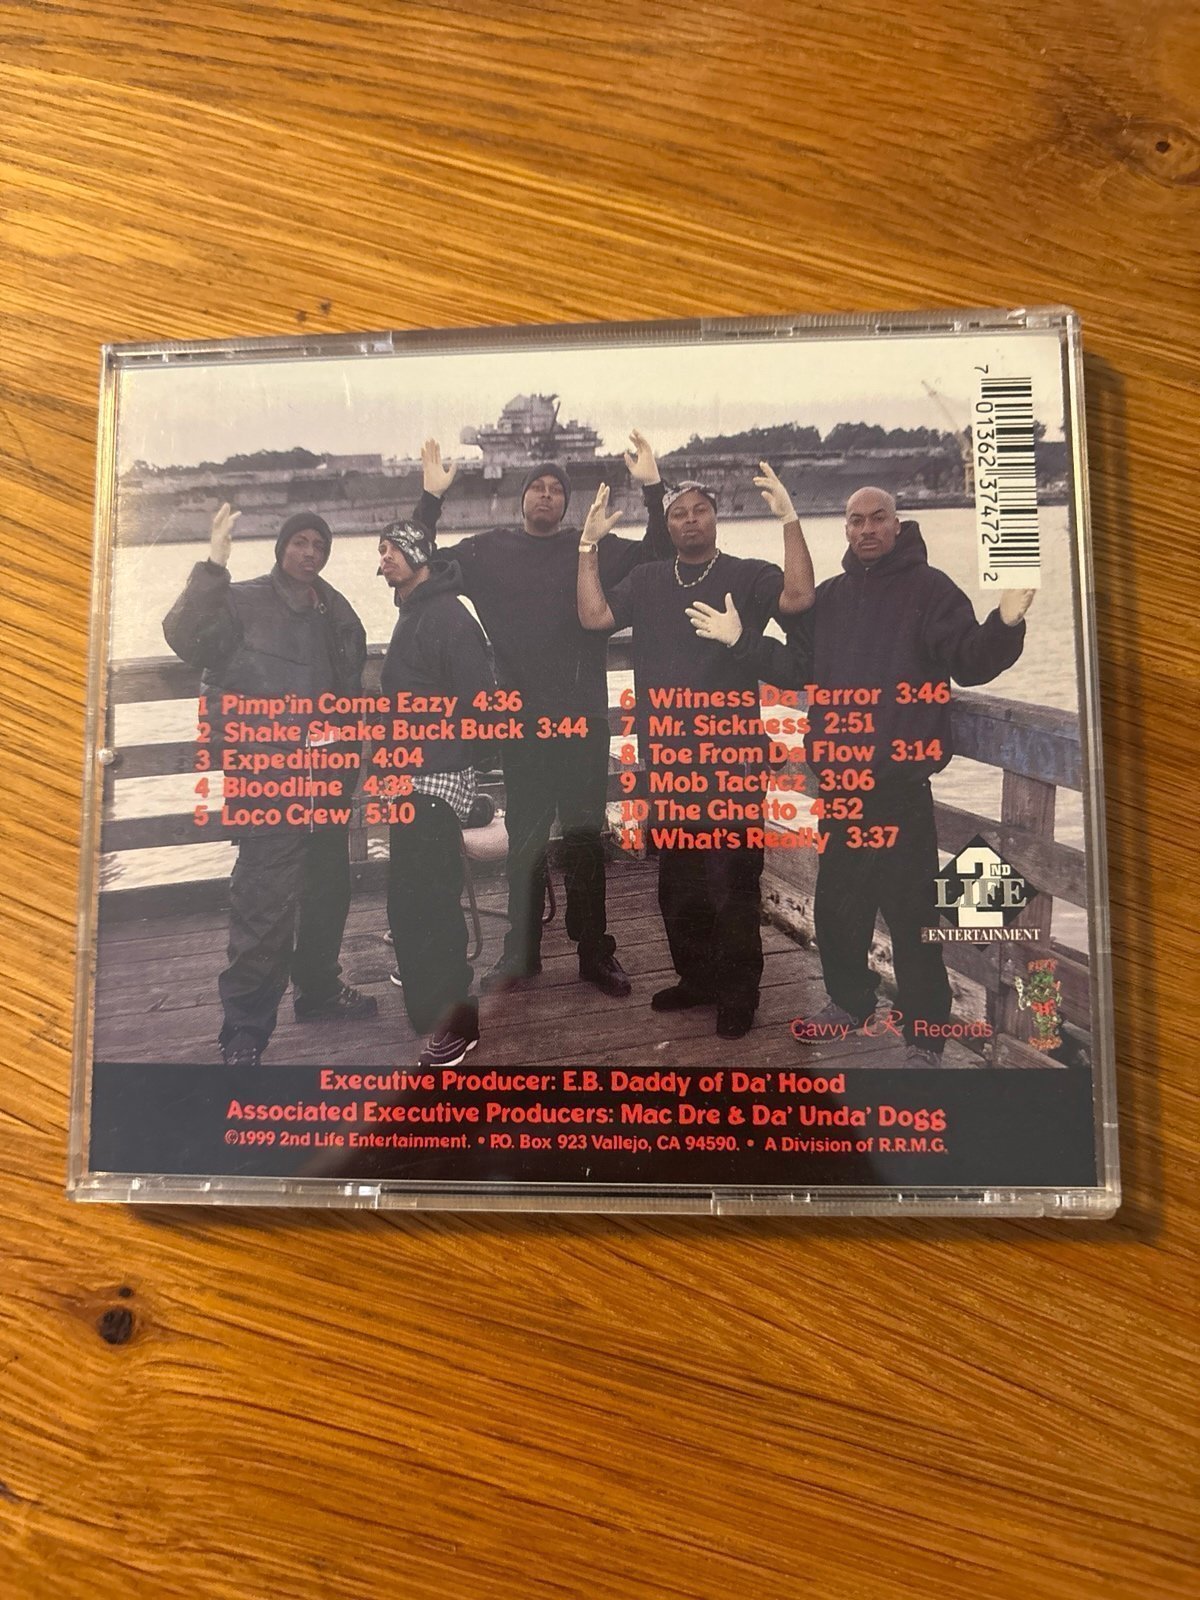 7 01362 37472 2
1 Pimp'in Come Eazy 4:36
2 Shake Shake Buck Buck 3:44
3 Expedition 4:04
4 Bloodline 4:35
5 Loco Crew 5:10
6 Witness Da Terror 3:46
7 Mr. Sickness 2:51
8 Toe From Da Flow 3:14
9 Mob Tacticz 3:06
10 The Ghetto 4:52
11 What's Really 3:37
2ND
LIFE
ENTERTAINMENT
Cavvy R Records
Executive Producer: E.B. Daddy of Da' Hood
Associated Executive Producers: Mac Dre & Da' Unda' Dogg
©1999 2nd Life Entertainment. • P.O. Box 923 Vallejo, CA 94590. • A Division of R.R.M.G.